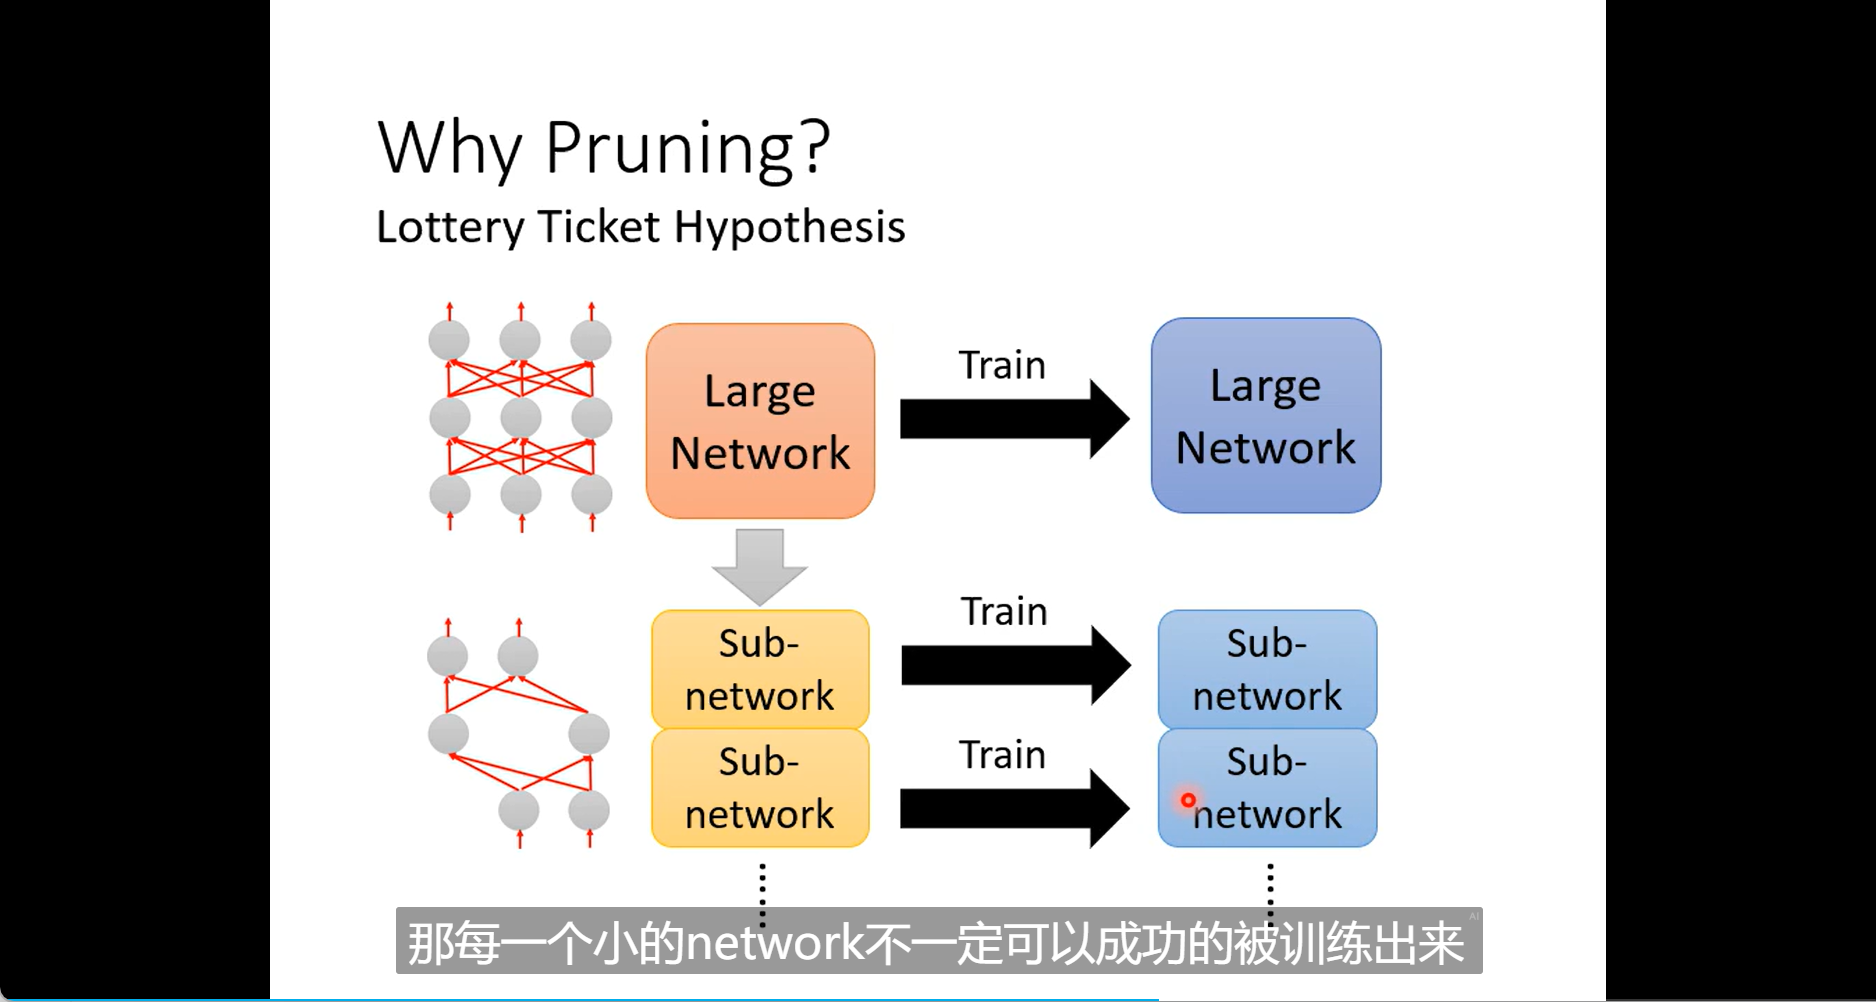 Why Pruning?
Lottery Ticket Hypothesis
Large
Network
Train
Large
Network
Sub-
network
Train
Sub-
network
Sub-
network
Train
Sub-
network
AI
那每一个小的network不一定可以成功的被训练出来